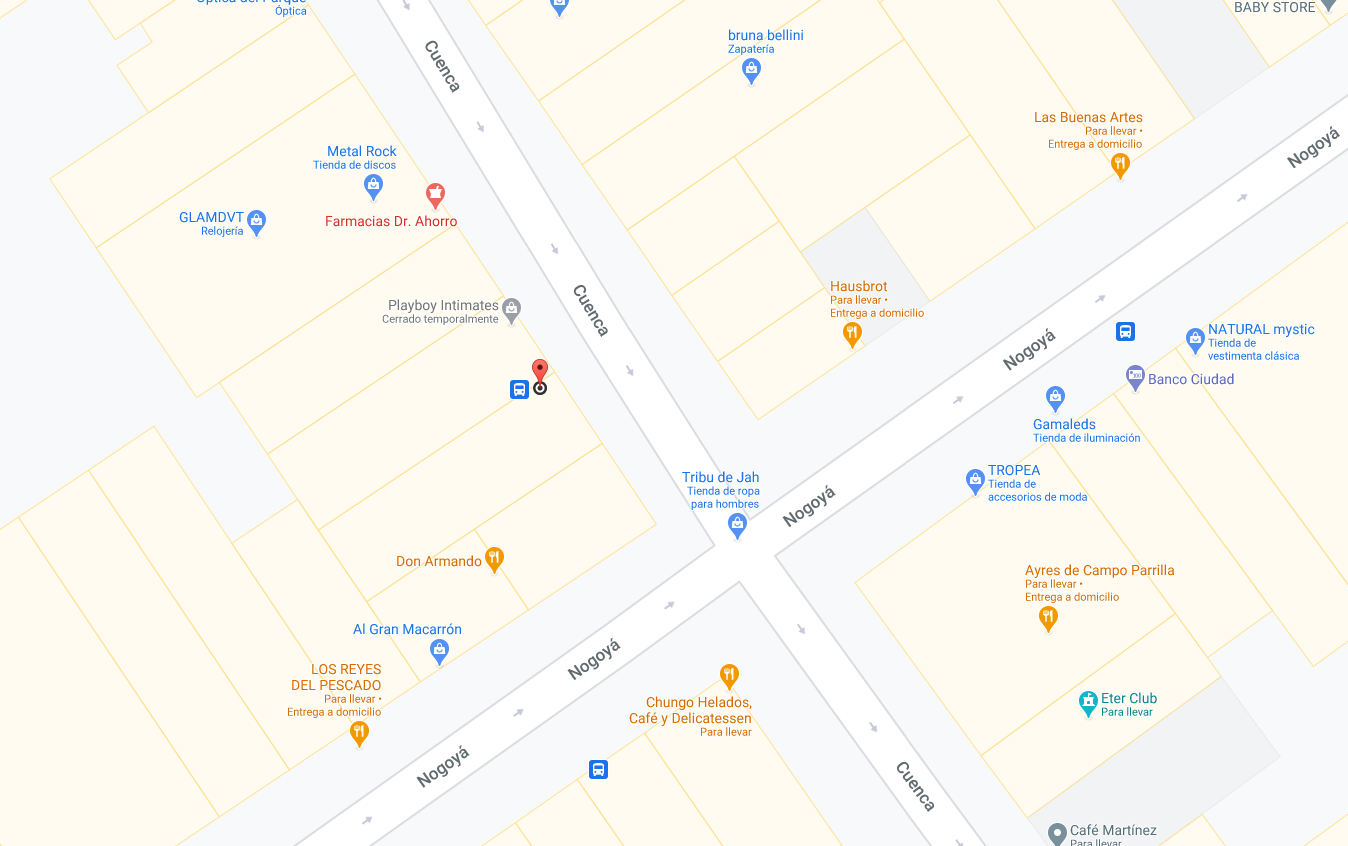 Óptica del Parque
Óptica
BABY STORE
Cuenca
bruna bellini
Zapatería
Las Buenas Artes
Para llevar •
Entrega a domicilio
Nogoyá
Metal Rock
Tienda de discos
GLAMDVT
Relojería
Farmacias Dr. Ahorro
Playboy Intimates
Cerrado temporalmente
Cuenca
Hausbrot
Para llevar •
Entrega a domicilio
Nogoyá
NATURAL mystic
Tienda de
vestimenta clásica
Banco Ciudad
Gamaleds
Tienda de iluminación
TROPEA
Tienda de
accesorios de moda
Tribu de Jah
Tienda de ropa
para hombres
Nogoyá
Don Armando
Ayres de Campo Parrilla
Para llevar •
Entrega a domicilio
Al Gran Macarrón
LOS REYES
DEL PESCADO
Para llevar •
Entrega a domicilio
Nogoyá
Chungo Helados,
Café y Delicatessen
Para llevar
Eter Club
Para llevar
Nogoyá
Cuenca
Café Martínez
Para llevar